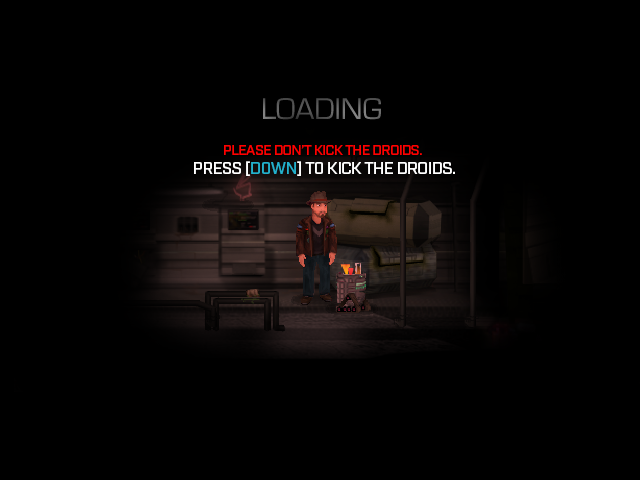 LOADING
PLEASE DON'T KICK THE DROIDS.
PRESS [DOWN] TO KICK THE DROIDS.